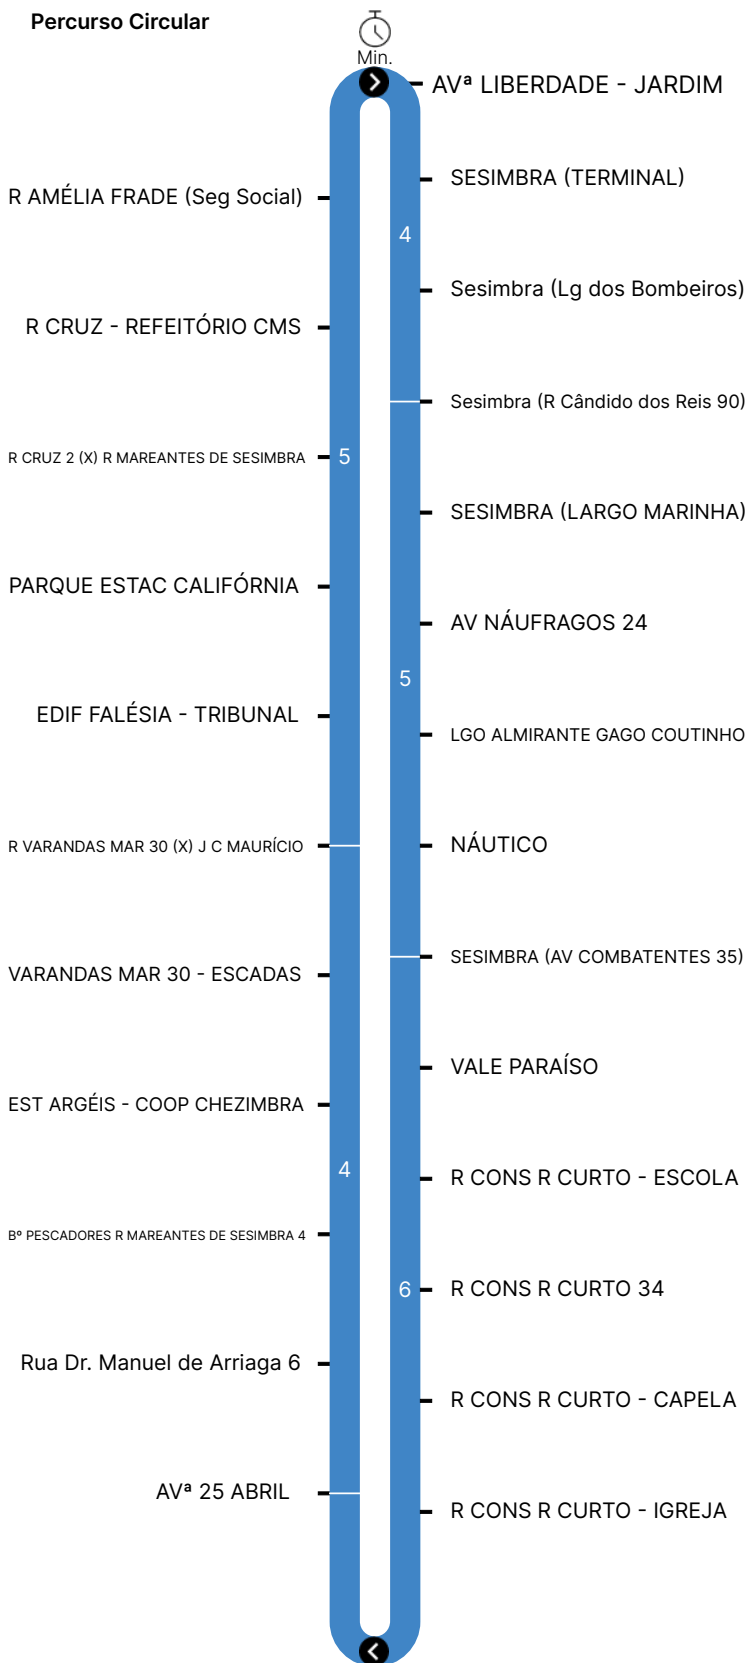 Percurso Circular
Min.
AVª LIBERDADE - JARDIM
SESIMBRA (TERMINAL)
R AMÉLIA FRADE (Seg Social)
4
Sesimbra (Lg dos Bombeiros)
R CRUZ - REFEITÓRIO CMS
Sesimbra (R Cândido dos Reis 90)
R CRUZ 2 (X) R MAREANTES DE SESIMBRA
5
SESIMBRA (LARGO MARINHA)
PARQUE ESTAC CALIFÓRNIA
AV NÁUFRAGOS 24
5
EDIF FALÉSIA - TRIBUNAL
LGO ALMIRANTE GAGO COUTINHO
R VARANDAS MAR 30 (X) J C MAURÍCIO
NÁUTICO
SESIMBRA (AV COMBATENTES 35)
VARANDAS MAR 30 - ESCADAS
VALE PARAÍSO
EST ARGÉIS - COOP CHEZIMBRA
4
R CONS R CURTO - ESCOLA
Bº PESCADORES R MAREANTES DE SESIMBRA 4
6
R CONS R CURTO 34
Rua Dr. Manuel de Arriaga 6
R CONS R CURTO - CAPELA
AVª 25 ABRIL
R CONS R CURTO - IGREJA